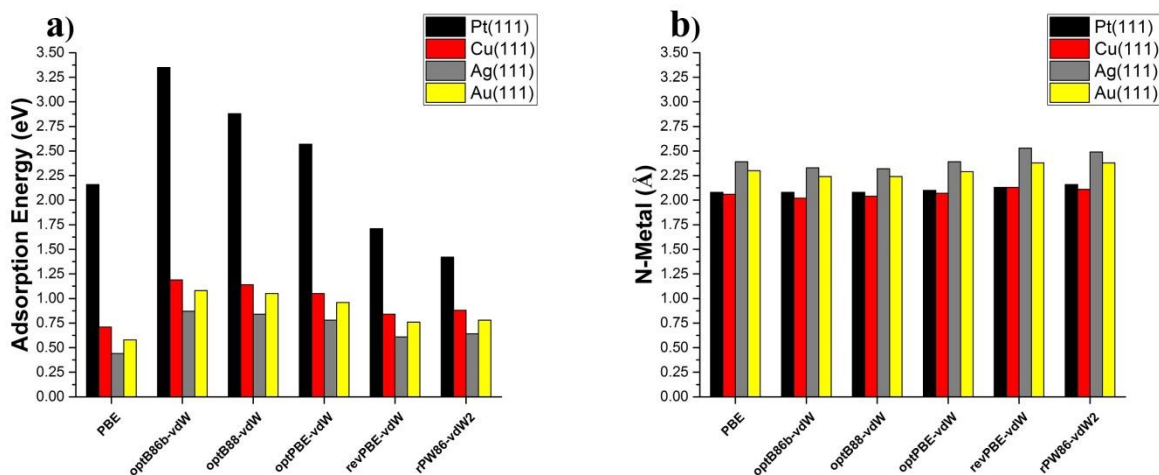 a)
Pt(111)
Cu(111)
Ag(111)
Au(111)
Adsorption Energy (eV)
3.50
3.25
3.00
2.75
2.50
2.25
2.00
1.75
1.50
1.25
1.00
0.75
0.50
0.25
0.00
PBE
optB86b-vdW
optB88-vdW
optPBE-vdW
revPBE-vdW
rPW86-vdW2
b)
Pt(111)
Cu(111)
Ag(111)
Au(111)
N-Metal (Å)
3.50
3.25
3.00
2.75
2.50
2.25
2.00
1.75
1.50
1.25
1.00
0.75
0.50
0.25
0.00
PBE
optB86b-vdW
optB88-vdW
optPBE-vdW
revPBE-vdW
rPW86-vdW2